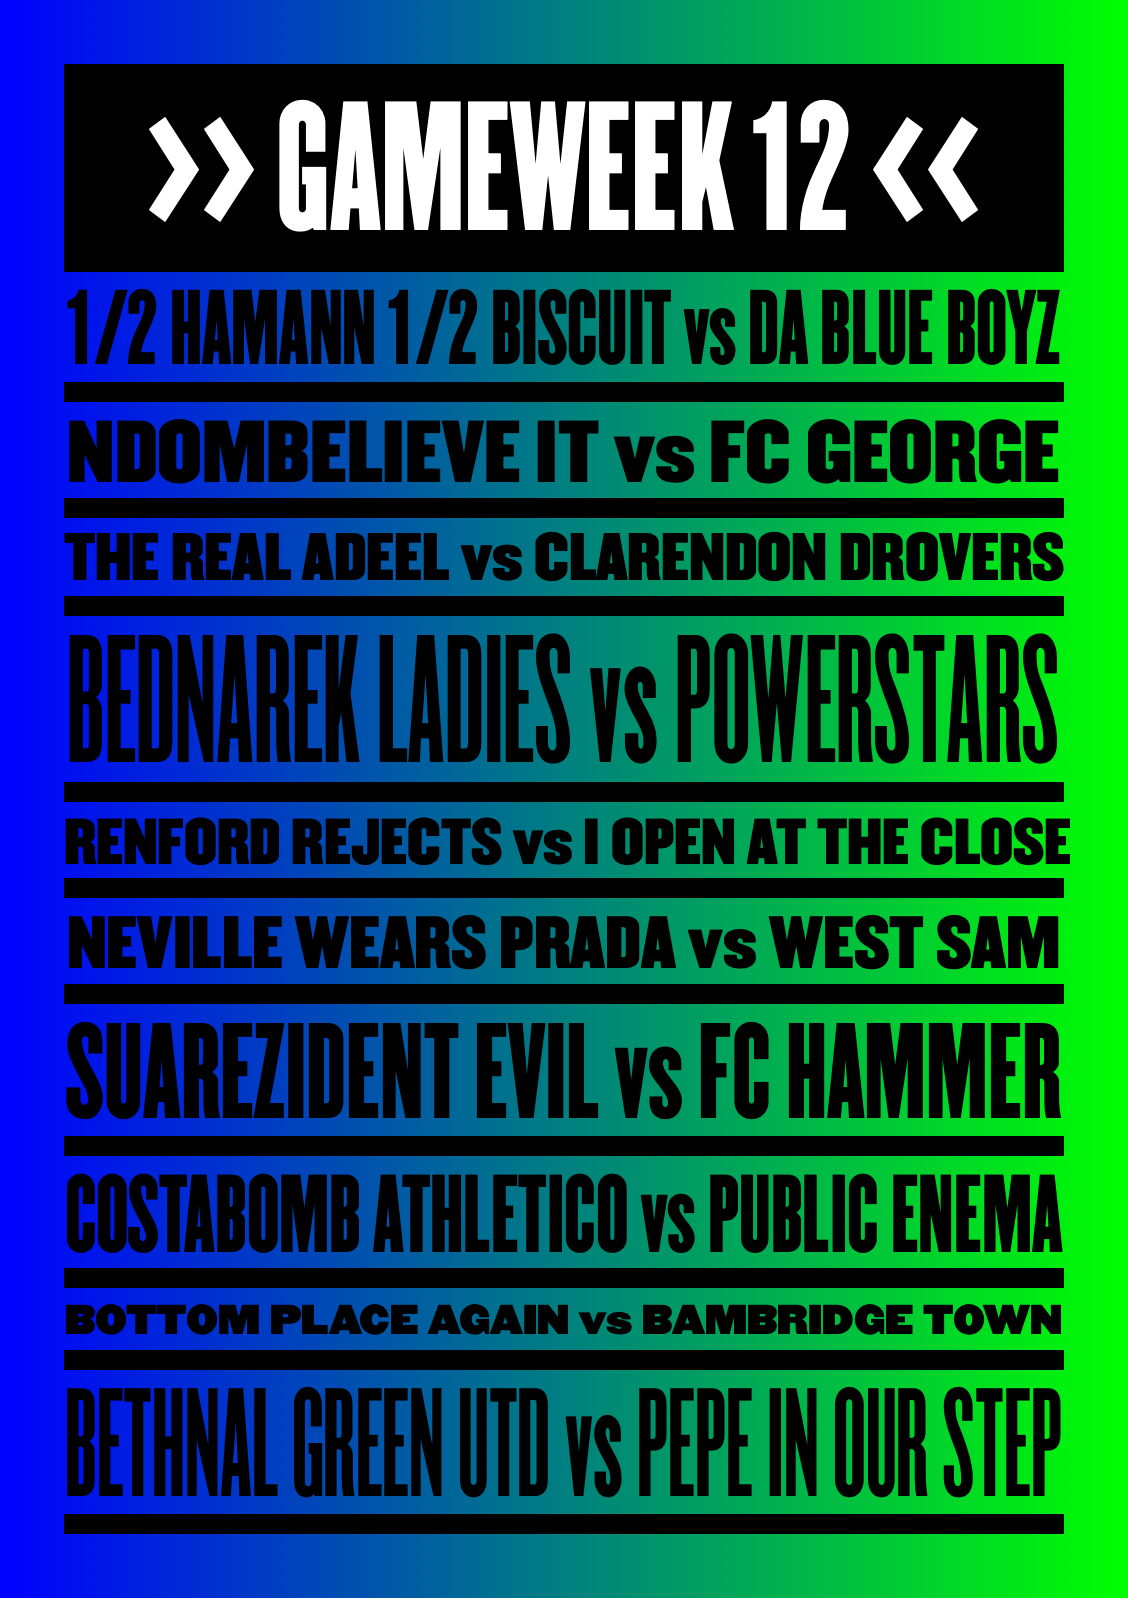 >> GAMEWEEK 12 <<
1/2 HAMANN 1/2 BISCUIT vs DA BLUE BOYZ
NDOMBELIEVE IT vs FC GEORGE
THE REAL ADEEL vs CLARENDON DROVERS
BEDNAREK LADIES vs POWERSTARS
RENFORD REJECTS vs I OPEN AT THE CLOSE
NEVILLE WEARS PRADA vs WEST SAM
SUAREZIDENT EVIL vs FC HAMMER
COSTABOMB ATHLETICO vs PUBLIC ENEMA
BOTTOM PLACE AGAIN vs BAMBRIDGE TOWN
BETHNAL GREEN UTD vs PEPE IN OUR STEP